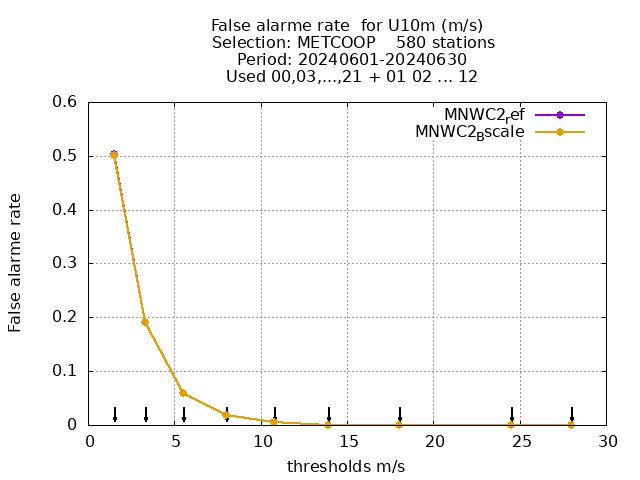 False alarme rate  for U10m (m/s)
Selection: METCOOP    580 stations
Period: 20240601-20240630
Used 00,03,...,21 + 01 02 ... 12
MNWC2ref
MNWC2Bscale
False alarme rate
0.6
0.5
0.4
0.3
0.2
0.1
0
0 5 10 15 20 25 30
thresholds m/s